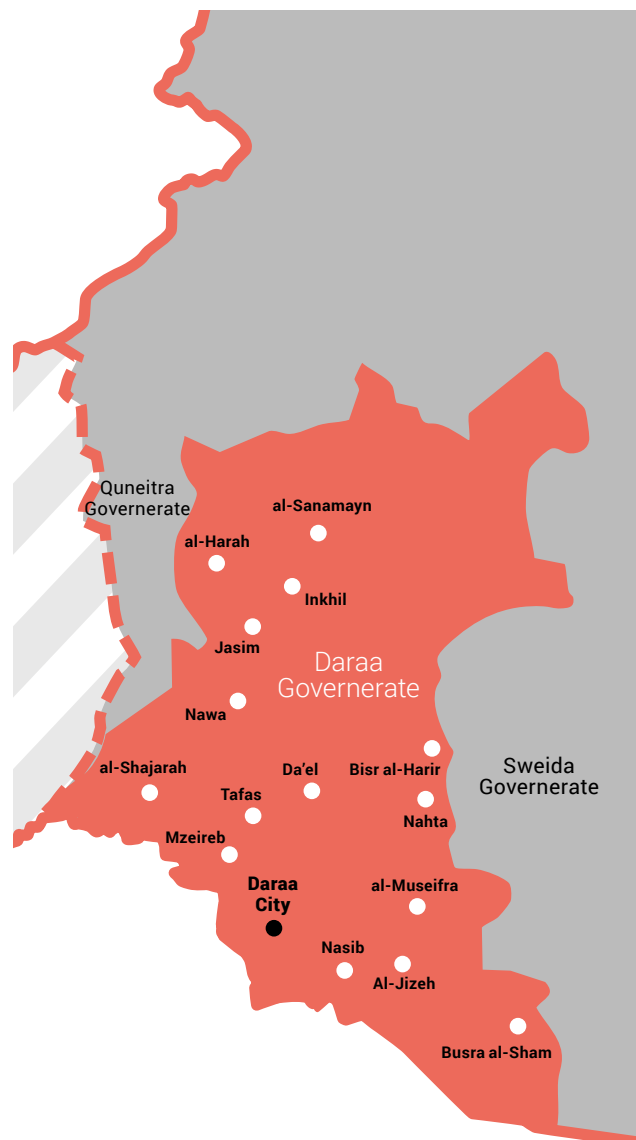 Quneitra
Governerate
al-Sanamayn
al-Harah
Inkhil
Jasim
Daraa
Governerate
Nawa
al-Shajarah
Da’el
Bisr al-Harir
Sweida
Governerate
Tafas
Nahta
Mzeireb
Daraa
City
al-Museifra
Nasib
Al-Jizeh
Busra al-Sham